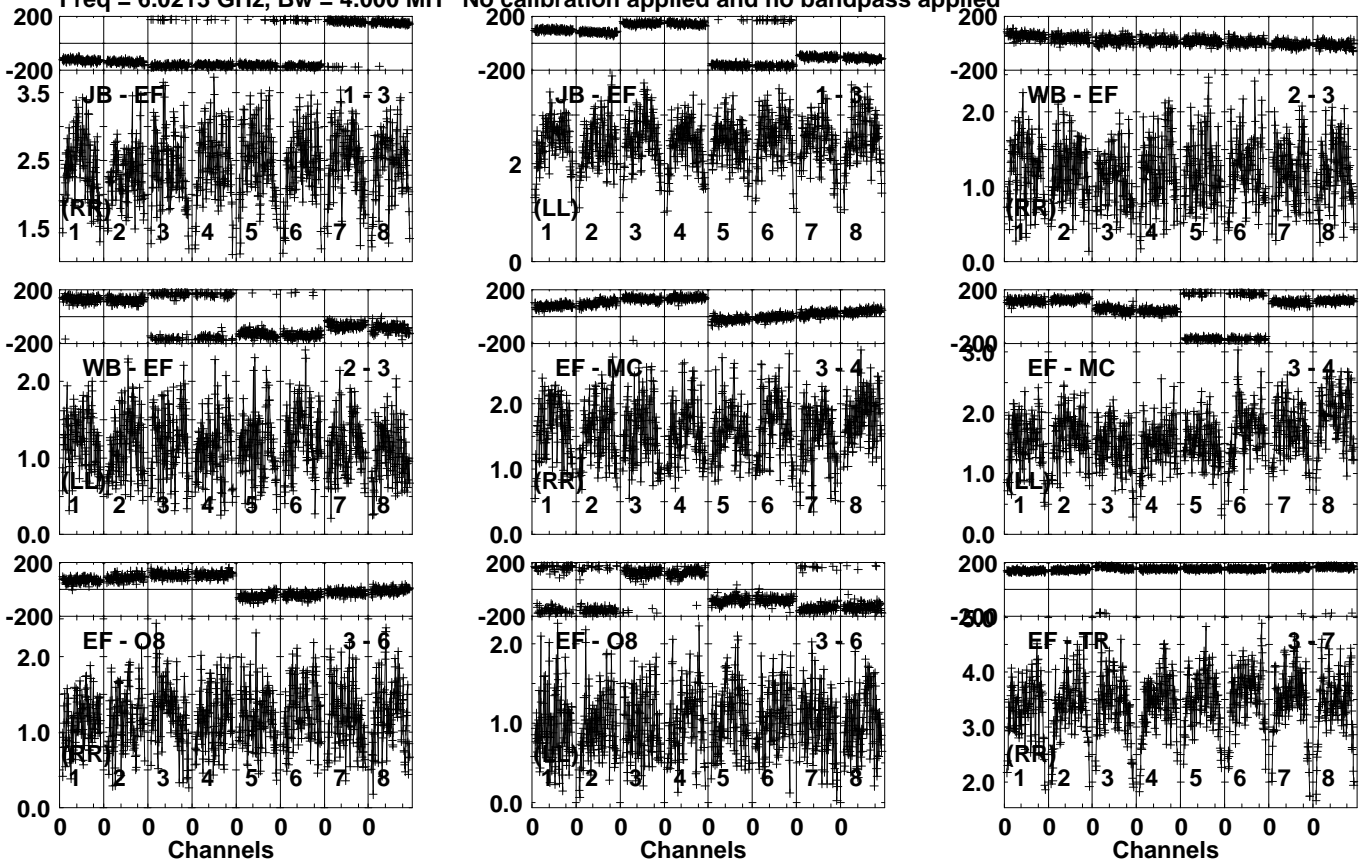 Freq = 6.0213 GHz, Bw = 4.000 MH No calibration applied and no bandpass applied
200 200 200
-200 -200 -200
3.5 JB - EF 1 - 3 JB - EF 1 - 3 WB - EF 2 - 3
2.0
2.5 2 1.0
(RR) (LL) (RR)
1.5 1 2 3 4 5 6 7 8 1 2 3 4 5 6 7 8 1 2 3 4 5 6 7 8
0 0.0
200 200 200
-200 -200 -200
3.0
WB - EF 2 - 3 EF - MC 3 - 4 EF - MC 3 - 4
2.0 2.0 2.0
1.0 1.0 1.0
(LL) (RR) (LL)
1 2 3 4 5 6 7 8 1 2 3 4 5 6 7 8 1 2 3 4 5 6 7 8
0.0 0.0 0.0
200 200 200
-200 -200 -200
5.0
EF - O8 3 - 6 EF - O8 3 - 6 EF - TR 3 - 7
2.0 2.0 4.0
1.0 1.0 3.0
(RR) (LL) (RR)
1 2 3 4 5 6 7 8 1 2 3 4 5 6 7 8 2.0 1 2 3 4 5 6 7 8
0.0 0.0
0 0 0 0 0 0 0 0 0 0 0 0 0 0 0 0 0 0 0 0 0 0 0 0
Channels Channels Channels